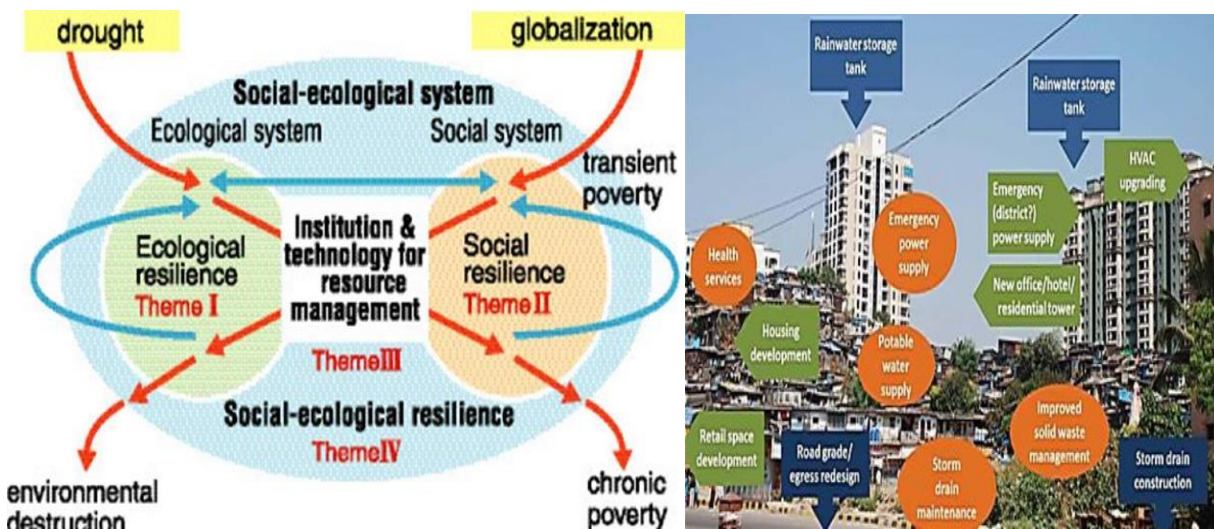 drought
globalization
Social-ecological system
Ecological system
Social system
transient
poverty
Institution &
technology for
resource
management
Ecological
resilience
Theme I
Social
resilience
Theme II
Theme III
Social-ecological resilience
Theme IV
environmental
destruction
chronic
poverty
Rainwater storage
tank
Rainwater storage
tank
HVAC
upgrading
Emergency
(district?)
power supply
Emergency
power
supply
Health
services
New office/hotel/
residential tower
Housing
development
Potable
water
supply
Improved
solid waste
management
Retail space
development
Road grade/
egress redesign
Storm
drain
maintenance
Storm drain
construction